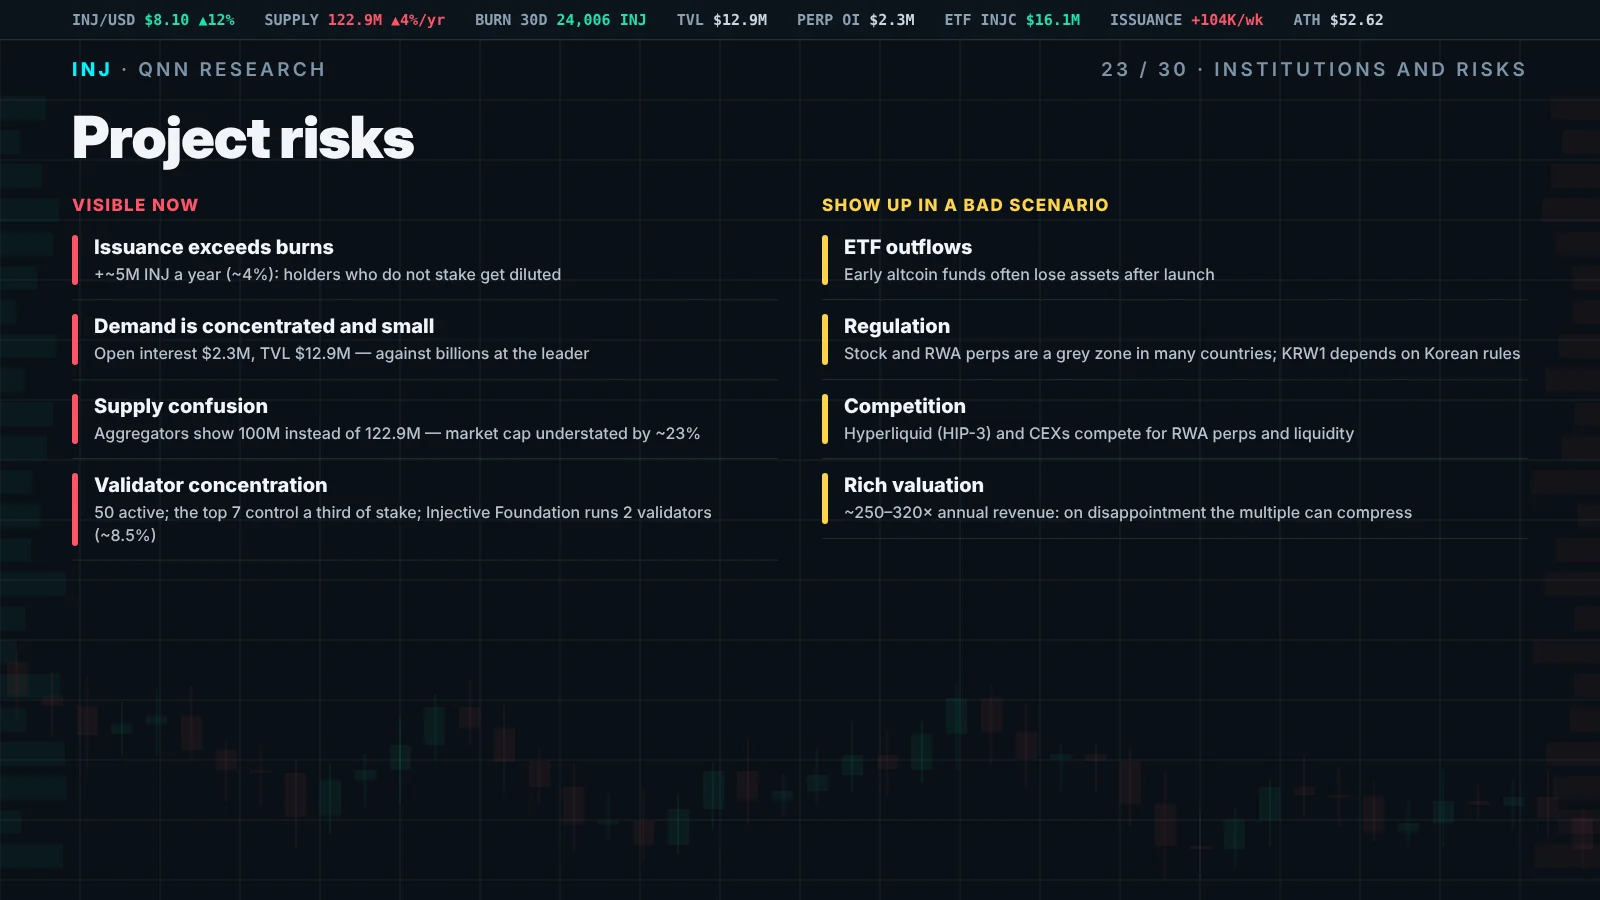 INJ/USD $8.10 ▲12% SUPPLY 122.9M ▲4%/yr BURN 30D 24,006 INJ TVL $12.9M PERP OI $2.3M ETF INJC $16.1M ISSUANCE +104K/wk ATH $52.62
INJ · QNN RESEARCH
23 / 30 · INSTITUTIONS AND RISKS
Project risks
VISIBLE NOW
Issuance exceeds burns
+~5M INJ a year (~4%): holders who do not stake get diluted
Demand is concentrated and small
Open interest $2.3M, TVL $12.9M — against billions at the leader
Supply confusion
Aggregators show 100M instead of 122.9M — market cap understated by ~23%
Validator concentration
50 active; the top 7 control a third of stake; Injective Foundation runs 2 validators
(~8.5%)
SHOW UP IN A BAD SCENARIO
ETF outflows
Early altcoin funds often lose assets after launch
Regulation
Stock and RWA perps are a grey zone in many countries; KRW1 depends on Korean rules
Competition
Hyperliquid (HIP-3) and CEXs compete for RWA perps and liquidity
Rich valuation
~250–320× annual revenue: on disappointment the multiple can compress